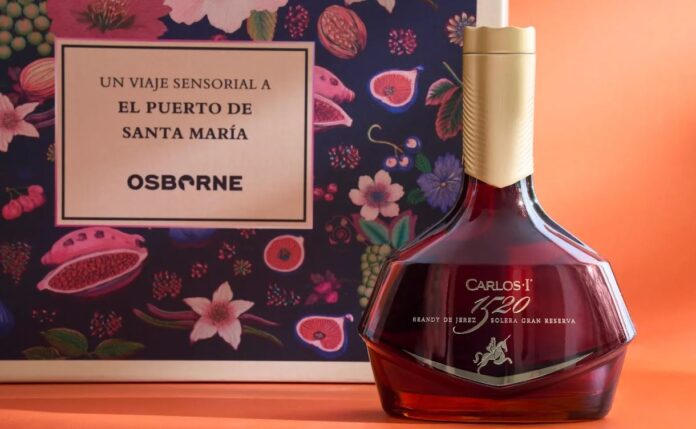 UN VIAJE SENSORIAL A
EL PUERTO DE
SANTA MARÍA
OSBORNE
CARLOS·I
1520
BRANDY DE JEREZ SOLERA GRAN RESERVA